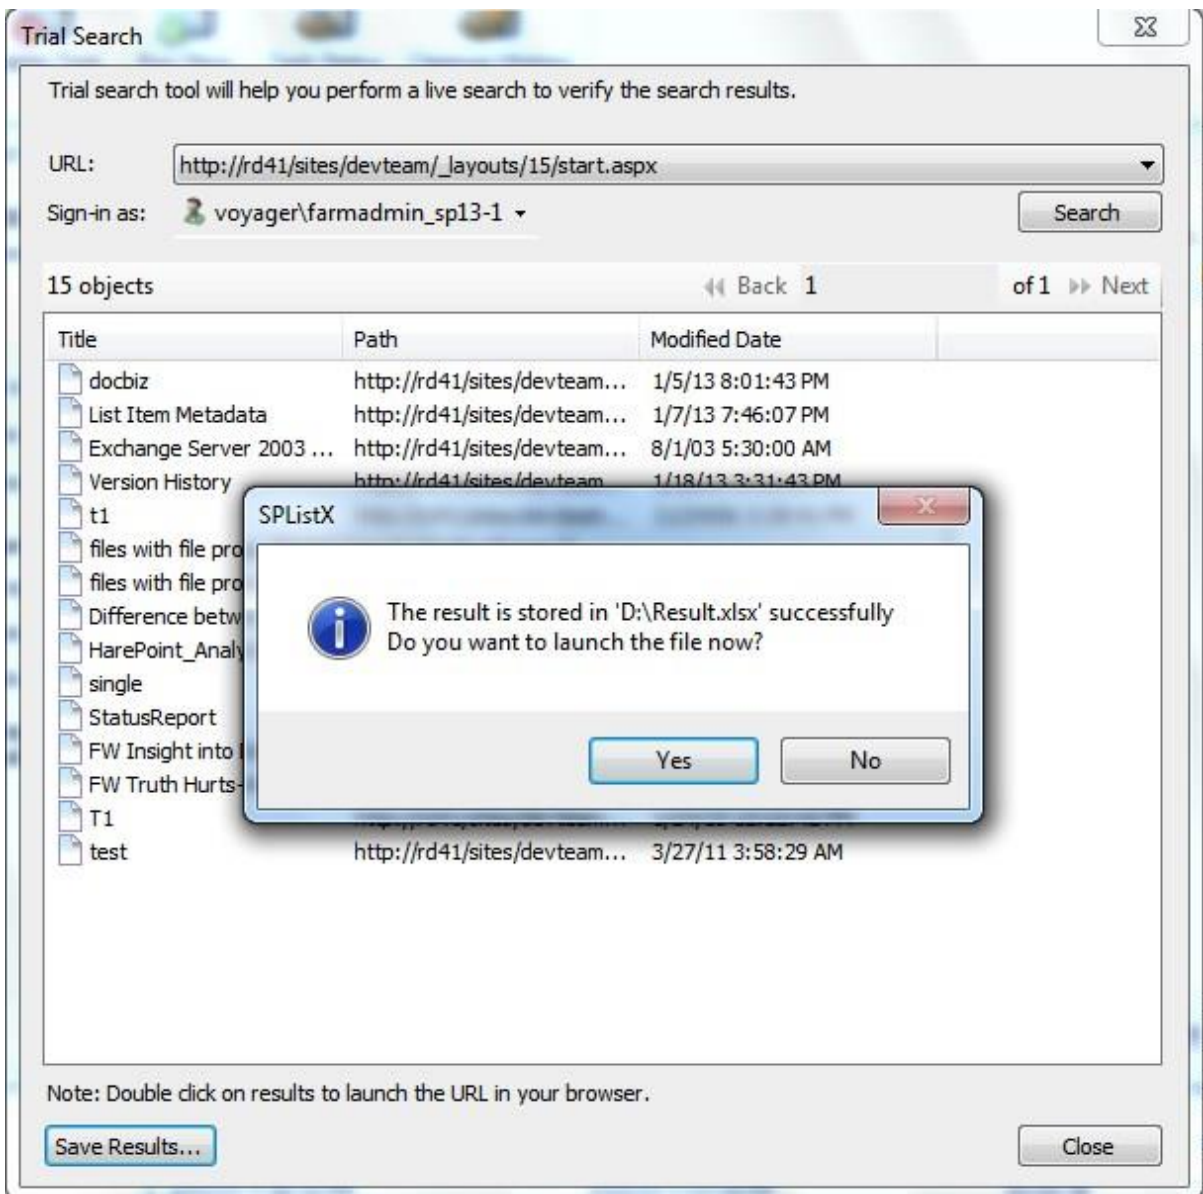 Trial Search
Trial search tool will help you perform a live search to verify the search results.
URL: http://rd41/sites/devteam/_layouts/15/start.aspx
Sign-in as: voyager\farmadmin_sp13-1 Search
15 objects Back 1 of 1 Next
Title Path Modified Date
docbiz http://rd41/sites/devteam... 1/5/13 8:01:43 PM
List Item Metadata http://rd41/sites/devteam... 1/7/13 7:46:07 PM
Exchange Server 2003 ... http://rd41/sites/devteam... 8/1/03 5:30:00 AM
Version History http://rd41/sites/devteam 1/18/13 3:31:43 PM
t1
files with file pro
files with file pro
Difference betw
HarePoint_Analy
single
StatusReport
FW Insight into
FW Truth Hurts-
T1
test http://rd41/sites/devteam... 3/27/11 3:58:29 AM
SPListX
The result is stored in 'D:\Result.xlsx' successfully
Do you want to launch the file now?
Yes No
Note: Double click on results to launch the URL in your browser.
Save Results... Close